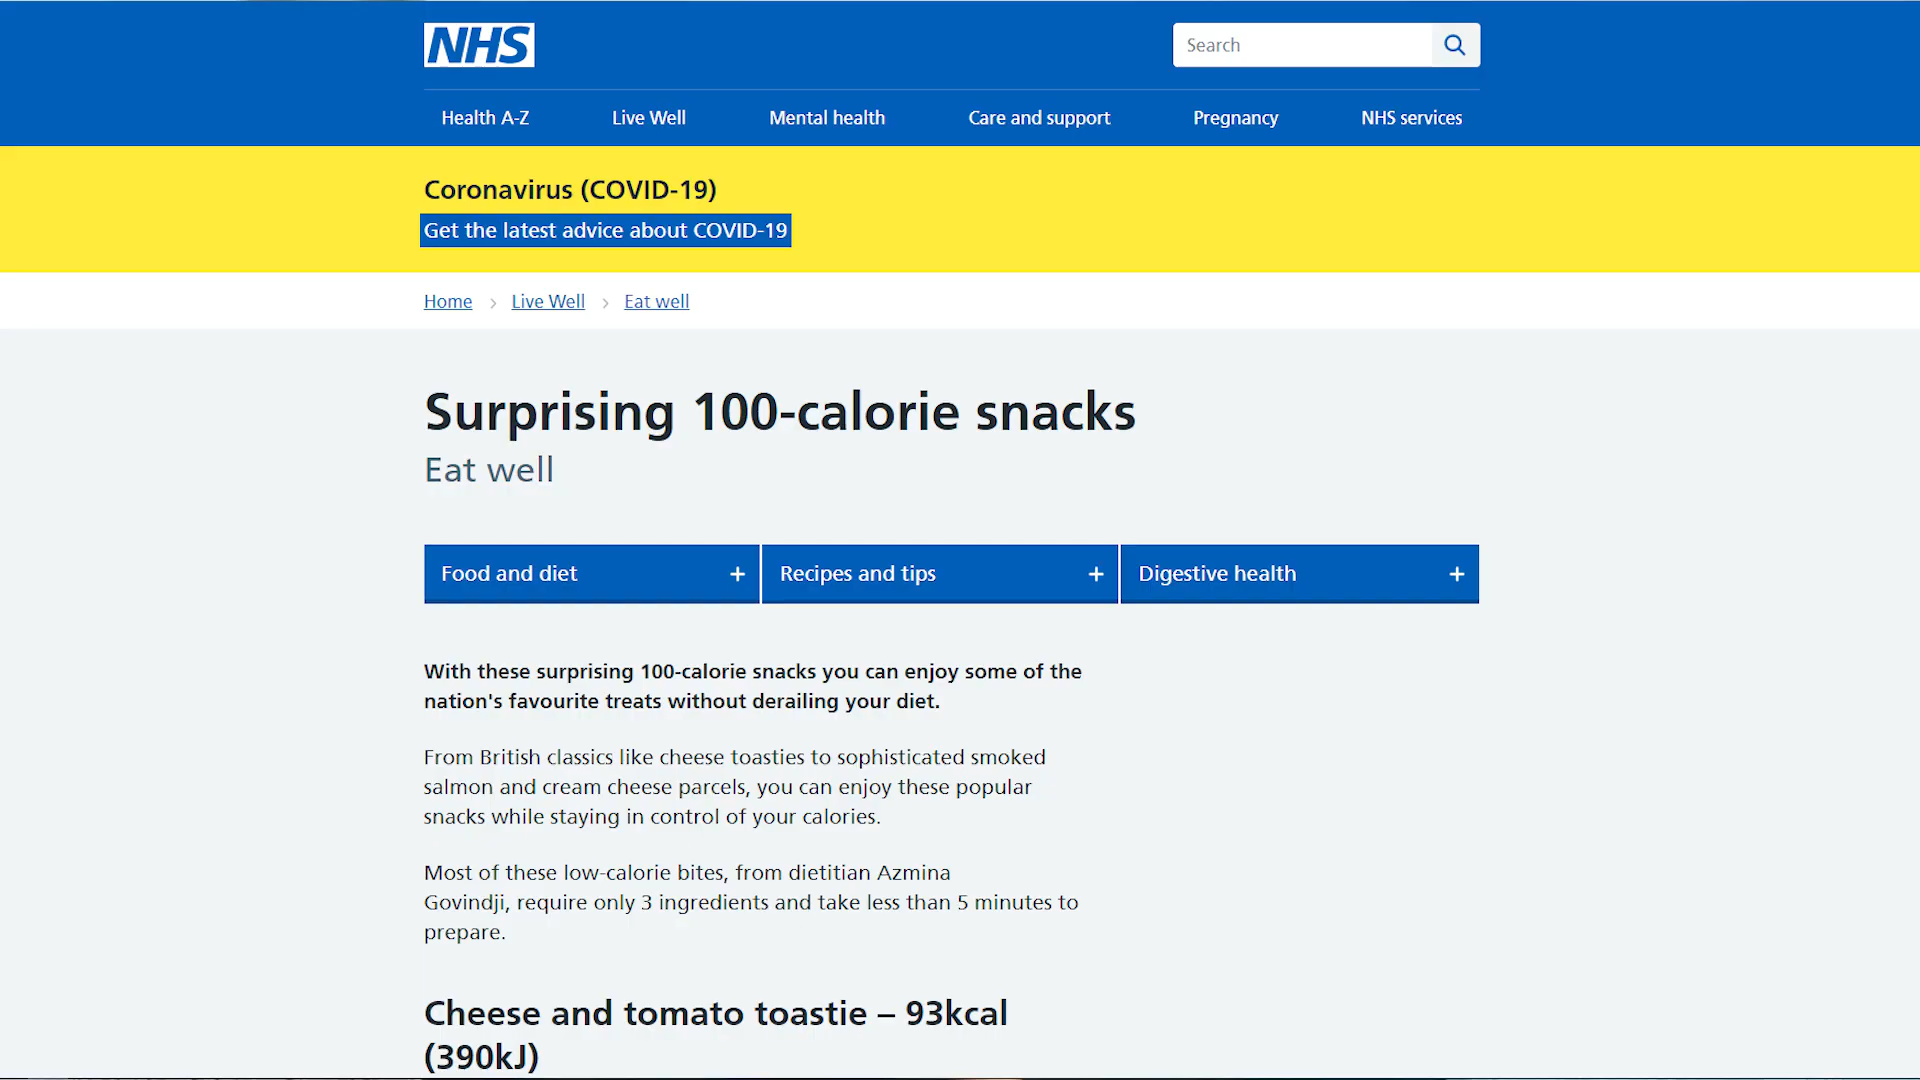 NHS
Search
Health A-Z
Live Well
Mental health
Care and support
Pregnancy
NHS services
Coronavirus (COVID-19)
Get the latest advice about COVID-19
Home
Live Well
Eat well
Surprising 100-calorie snacks
Eat well
Food and diet
Recipes and tips
Digestive health
With these surprising 100-calorie snacks you can enjoy some of the
nation's favourite treats without derailing your diet.
From British classics like cheese toasties to sophisticated smoked
salmon and cream cheese parcels, you can enjoy these popular
snacks while staying in control of your calories.
Most of these low-calorie bites, from dietitian Azmina
Govindji, require only 3 ingredients and take less than 5 minutes to
prepare.
Cheese and tomato toastie – 93kcal
(390kJ)